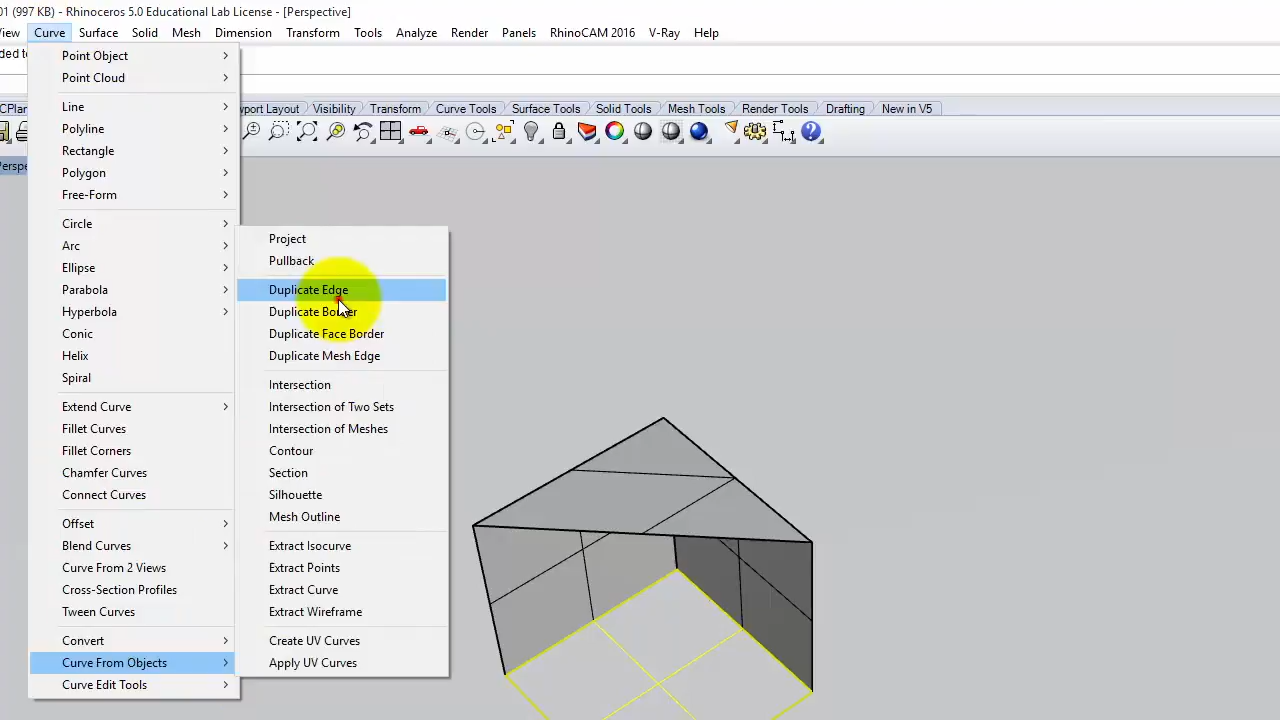 01 (997 KB) - Rhinoceros 5.0 Educational Lab License - [Perspective]
View Curve Surface Solid Mesh Dimension Transform Tools Analyze Render Panels RhinoCAM 2016 V-Ray Help
CPlan port Layout Visibility Transform Curve Tools Surface Tools Solid Tools Mesh Tools Render Tools Drafting New in V5
Perspe
Point Object
Point Cloud
Line
Polyline
Rectangle
Polygon
Free-Form
Circle
Arc
Ellipse
Parabola
Hyperbola
Conic
Helix
Spiral
Extend Curve
Fillet Curves
Fillet Corners
Chamfer Curves
Connect Curves
Offset
Blend Curves
Curve From 2 Views
Cross-Section Profiles
Tween Curves
Convert
Curve From Objects
Curve Edit Tools
Project
Pullback
Duplicate Edge
Duplicate Border
Duplicate Face Border
Duplicate Mesh Edge
Intersection
Intersection of Two Sets
Intersection of Meshes
Contour
Section
Silhouette
Mesh Outline
Extract Isocurve
Extract Points
Extract Curve
Extract Wireframe
Create UV Curves
Apply UV Curves